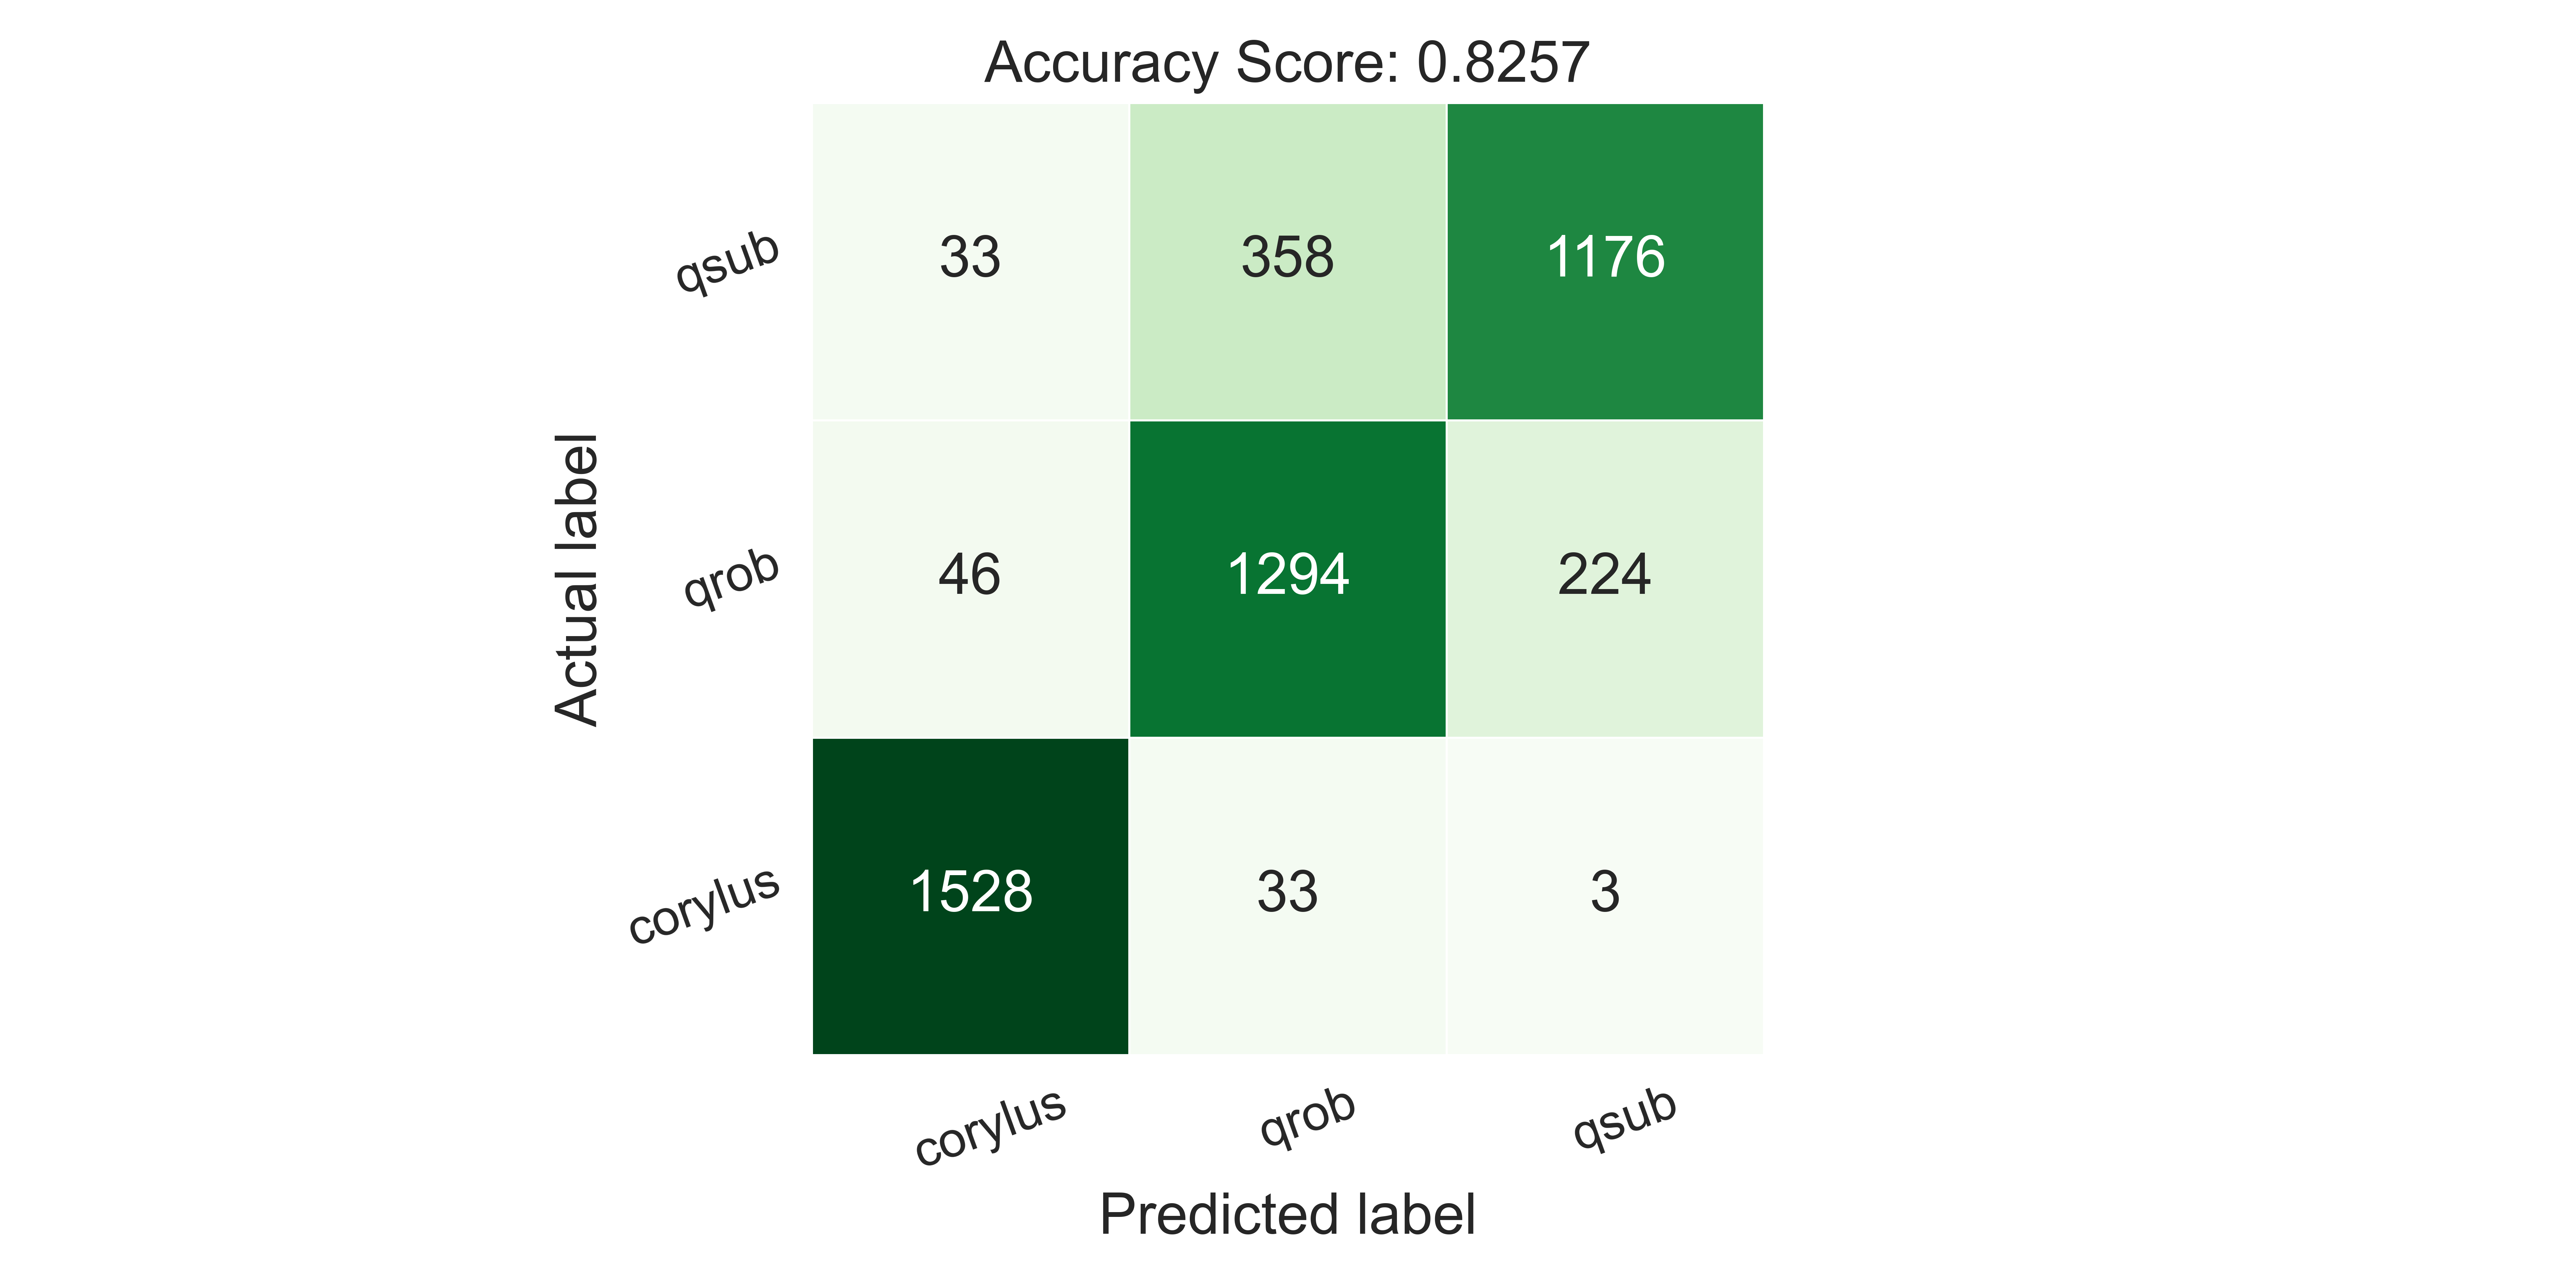 Accuracy Score: 0.8257
Actual label
qsub 33 358 1176
qrob 46 1294 224
corylus 1528 33 3
corylus qrob qsub
Predicted label